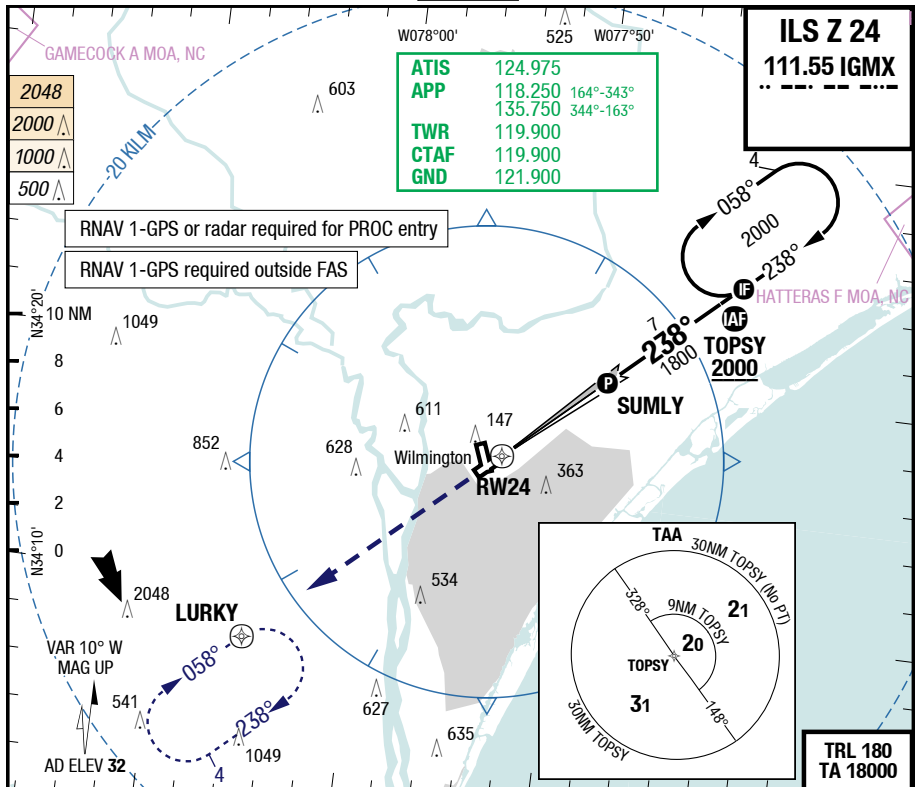 W078°00'
525
W077°50'
GAMECOCK A MOA, NC
ILS Z 24
111.55 IGMX
2048
2000
1000
500
20 KILM
603
ATIS 124.975
APP 118.250 164°-343°
135.750 344°-163°
TWR 119.900
CTAF 119.900
GND 121.900
4
058°
2000
238°
RNAV 1-GPS or radar required for PROC entry
RNAV 1-GPS required outside FAS
IF
HATTERAS F MOA, NC
IAF
TOPSY
2000
N34°20'
10 NM
1049
7
238°
1800
8
P
SUMLY
6
611
147
852
628
4
Wilmington
RW24
363
2
N34°10'
0
TAA
30NM TOPSY (No PT)
328°
9NM TOPSY
21
20
TOPSY
31
148°
30NM TOPSY
534
2048
LURKY
VAR 10° W
MAG UP
058°
541
238°
627
1049
635
4
AD ELEV 32
TRL 180
TA 18000